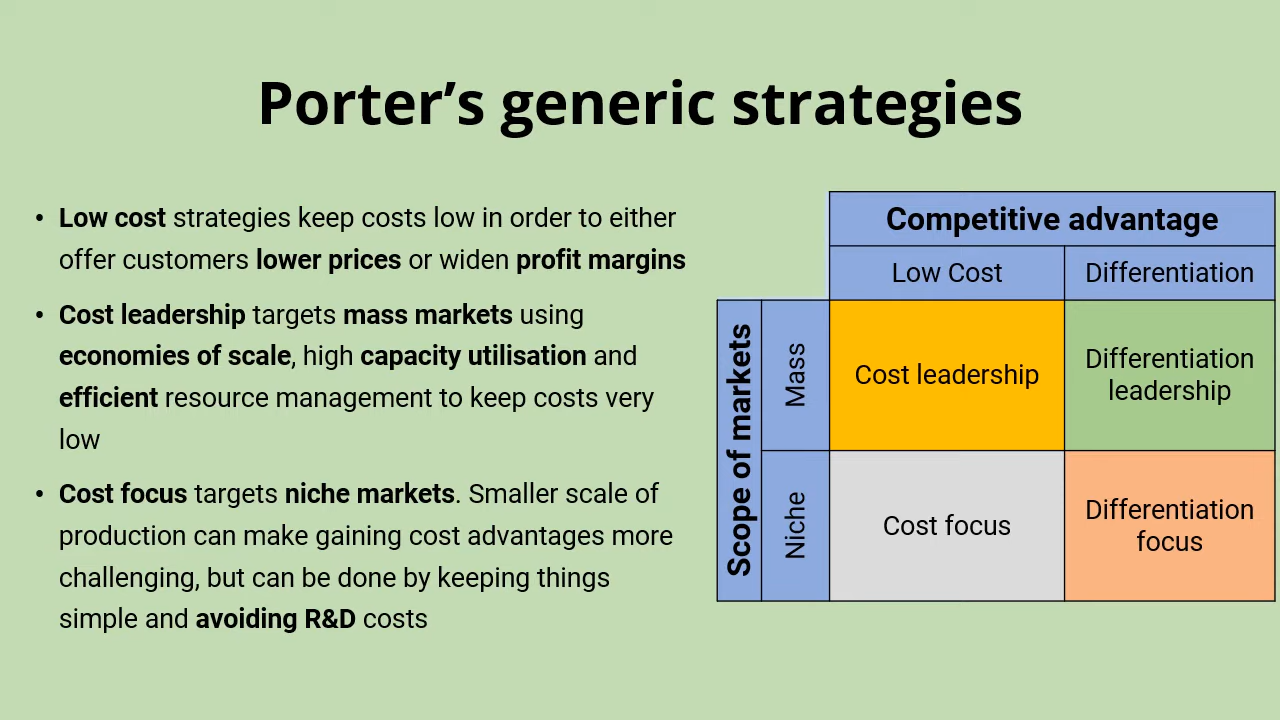 Porter’s generic strategies
• Low cost strategies keep costs low in order to either
offer customers lower prices or widen profit margins
• Cost leadership targets mass markets using
economies of scale, high capacity utilisation and
efficient resource management to keep costs very
low
• Cost focus targets niche markets. Smaller scale of
production can make gaining cost advantages more
challenging, but can be done by keeping things
simple and avoiding R&D costs
Competitive advantage
Low Cost
Differentiation
Scope of markets
Mass
Cost leadership
Differentiation
leadership
Niche
Cost focus
Differentiation
focus